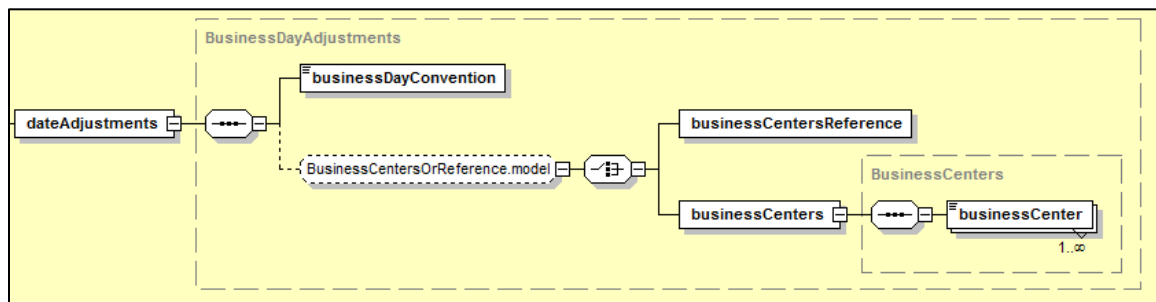 BusinessDayAdjustments
businessDayConvention
dateAdjustments
businessCentersReference
BusinessCentersOrReference.model
BusinessCenters
businessCenters
businessCenter
1..∞